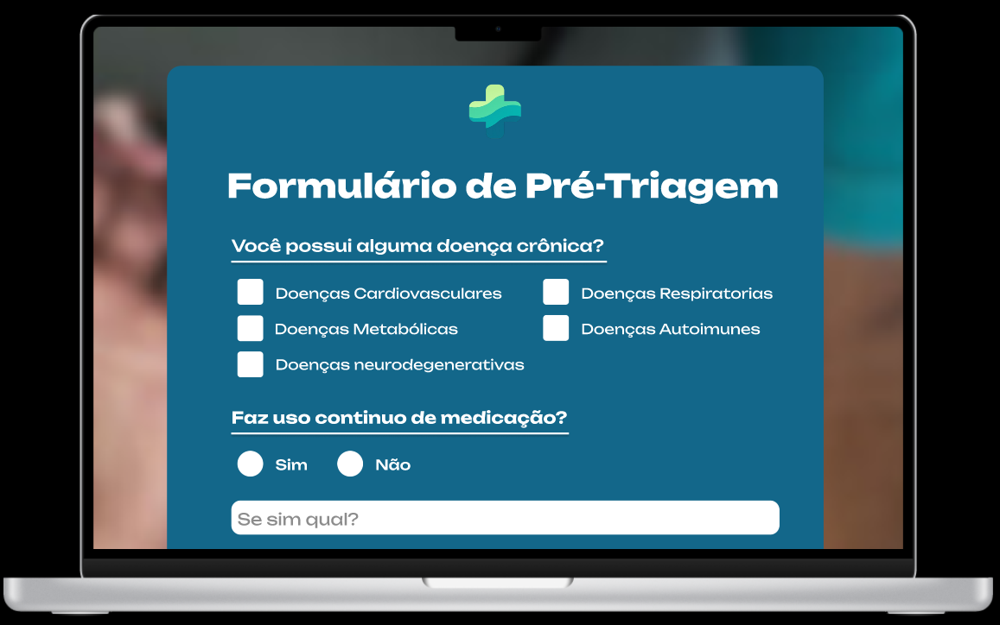 Formulário de Pré-Triagem
Você possui alguma doença crônica?
Doenças Cardiovasculares
Doenças Respiratorias
Doenças Metabólicas
Doenças Autoimunes
Doenças neurodegenerativas
Faz uso continuo de medicação?
Sim
Não
Se sim qual?